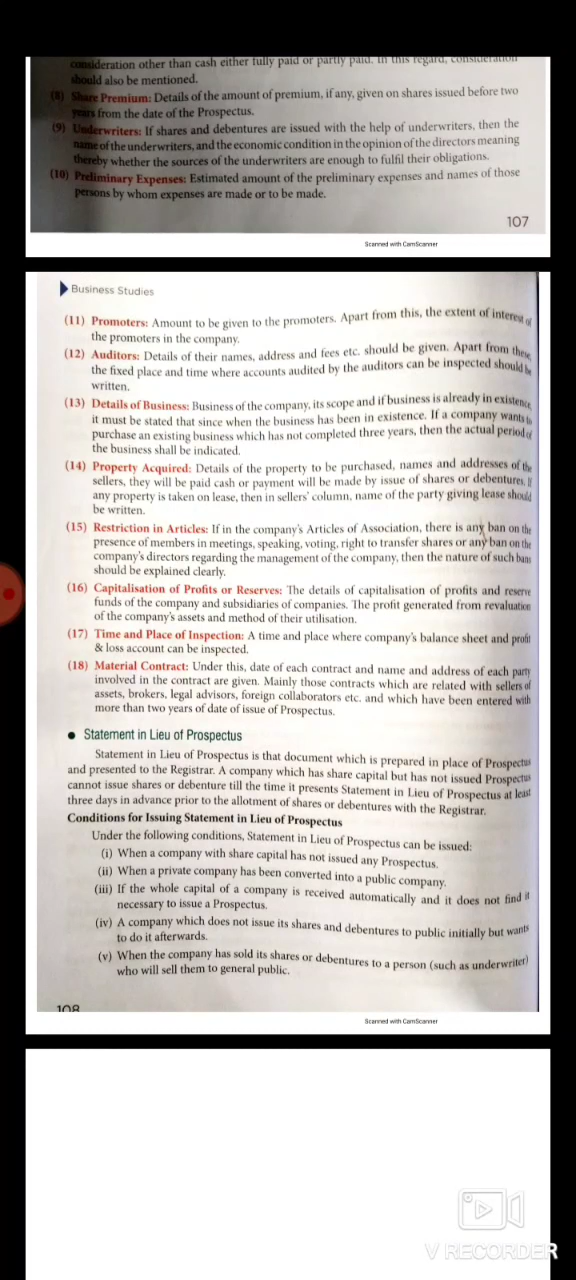 consideration other than cash either fully paid or partly paid. In this regard, consideration
should also be mentioned.
(8) Share Premium: Details of the amount of premium, if any, given on shares issued before two
years from the date of the Prospectus.
(9) Underwriters: If shares and debentures are issued with the help of underwriters, then the
name of the underwriters, and the economic condition in the opinion of the directors meaning
thereby whether the sources of the underwriters are enough to fulfil their obligations.
(10) Preliminary Expenses: Estimated amount of the preliminary expenses and names of those
persons by whom expenses are made or to be made.
107
Scanned with CamScanner
Business Studies
(11) Promoters: Amount to be given to the promoters. Apart from this, the extent of interest of
the promoters in the company.
(12) Auditors: Details of their names, address and fees etc. should be given. Apart from these,
the fixed place and time where accounts audited by the auditors can be inspected should be
written.
(13) Details of Business: Business of the company, its scope and if business is already in existence,
it must be stated that since when the business has been in existence. If a company wants to
purchase an existing business which has not completed three years, then the actual period of
the business shall be indicated.
(14) Property Acquired: Details of the property to be purchased, names and addresses of the
sellers, they will be paid cash or payment will be made by issue of shares or debentures. If
any property is taken on lease, then in sellers' column, name of the party giving lease should
be written.
(15) Restriction in Articles: If in the company's Articles of Association, there is any ban on the
presence of members in meetings, speaking, voting, right to transfer shares or any ban on the
company's directors regarding the management of the company, then the nature of such bans
should be explained clearly.
(16) Capitalisation of Profits or Reserves: The details of capitalisation of profits and reserve
funds of the company and subsidiaries of companies. The profit generated from revaluation
of the company's assets and method of their utilisation.
(17) Time and Place of Inspection: A time and place where company's balance sheet and profit
& loss account can be inspected.
(18) Material Contract: Under this, date of each contract and name and address of each party
involved in the contract are given. Mainly those contracts which are related with sellers of
assets, brokers, legal advisors, foreign collaborators etc. and which have been entered with
more than two years of date of issue of Prospectus.
• Statement in Lieu of Prospectus
Statement in Lieu of Prospectus is that document which is prepared in place of Prospectus
and presented to the Registrar. A company which has share capital but has not issued Prospectus
cannot issue shares or debenture till the time it presents Statement in Lieu of Prospectus at least
three days in advance prior to the allotment of shares or debentures with the Registrar.
Conditions for Issuing Statement in Lieu of Prospectus
Under the following conditions, Statement in Lieu of Prospectus can be issued:
(i) When a company with share capital has not issued any Prospectus.
(ii) When a private company has been converted into a public company.
(iii) If the whole capital of a company is received automatically and it does not find it
necessary to issue a Prospectus.
(iv) A company which does not issue its shares and debentures to public initially but wants
to do it afterwards.
(v) When the company has sold its shares or debentures to a person (such as underwriter)
who will sell them to general public.
108
Scanned with CamScanner
V RECORDER